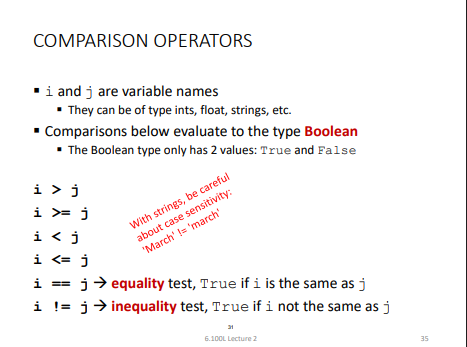 COMPARISON OPERATORS
▪ i and j are variable names
▪ They can be of type ints, float, strings, etc.
▪ Comparisons below evaluate to the type Boolean
▪ The Boolean type only has 2 values: True and False
i > j
i >= j
i < j
i <= j
With strings, be careful
about case sensitivity:
'March' != 'march'
i == j → equality test, True if i is the same as j
i != j → inequality test, True if i not the same as j
31
6.100L Lecture 2
35